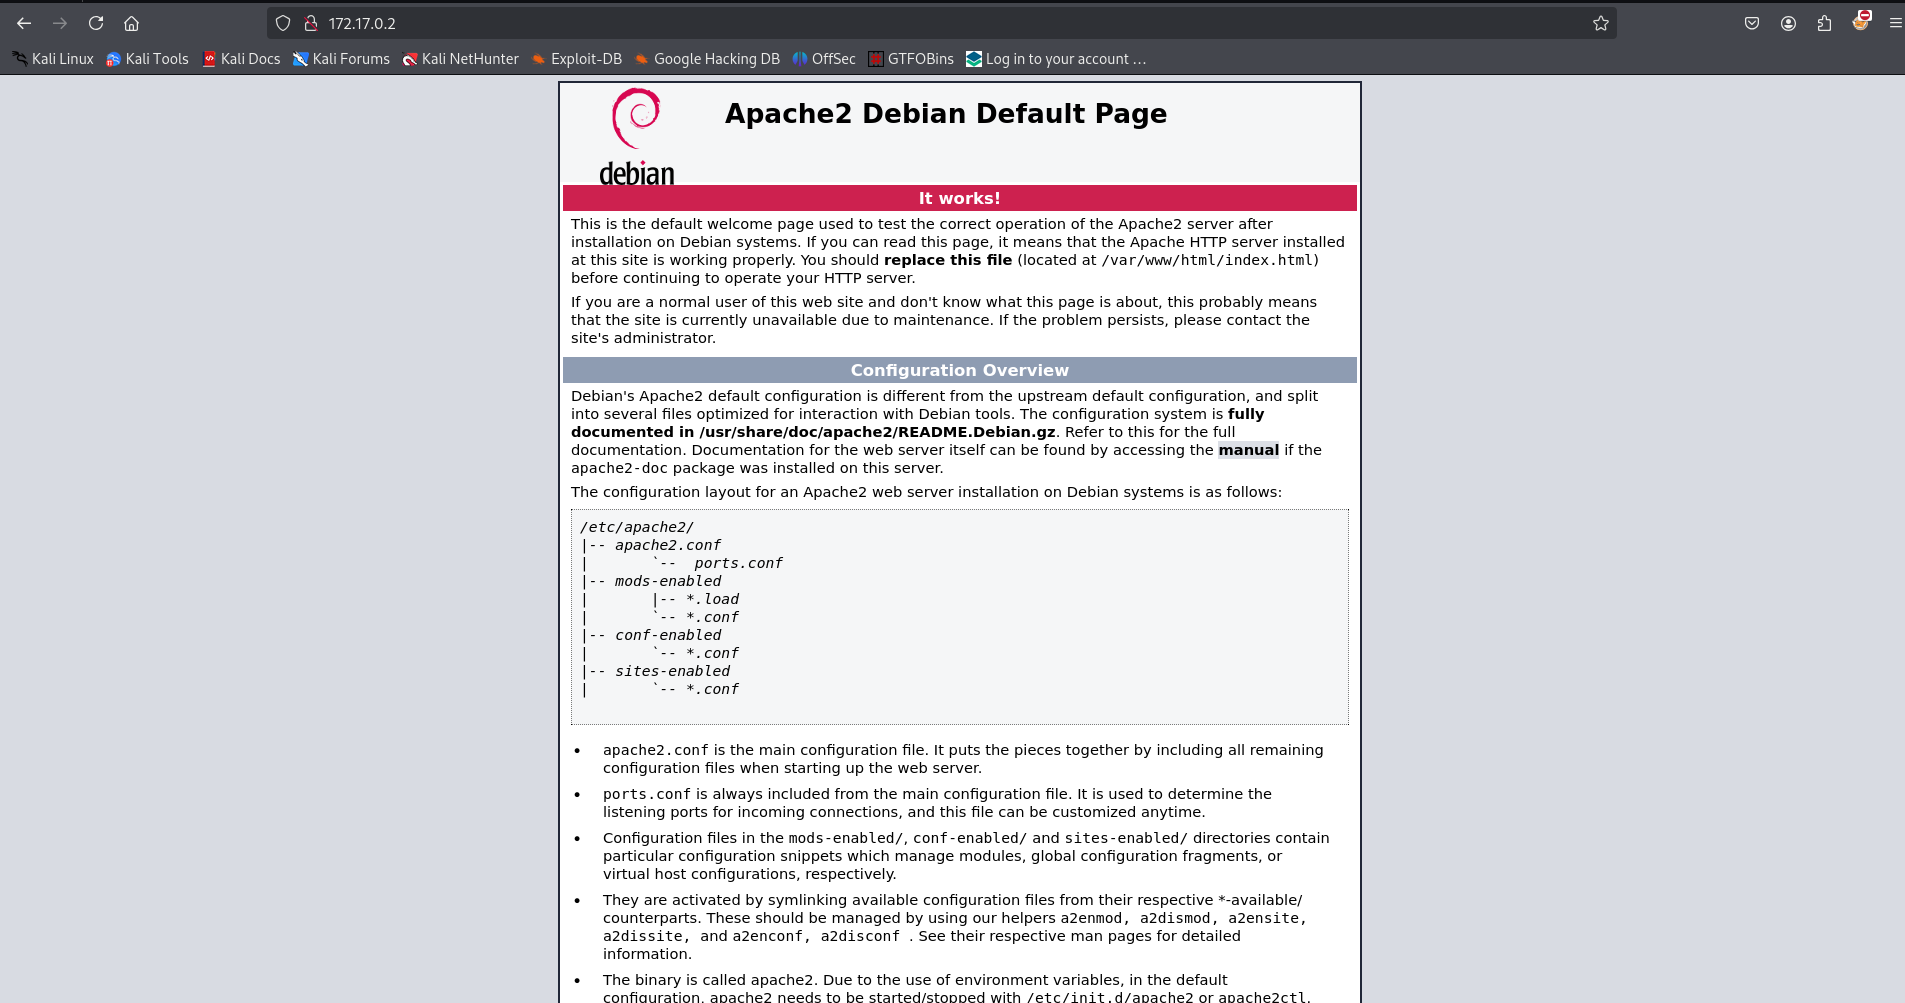 172.17.0.2
Kali Linux Kali Tools Kali Docs Kali Forums Kali NetHunter Exploit-DB Google Hacking DB OffSec GTFOBins Log in to your account …
debian
Apache2 Debian Default Page
It works!
This is the default welcome page used to test the correct operation of the Apache2 server after
installation on Debian systems. If you can read this page, it means that the Apache HTTP server installed
at this site is working properly. You should replace this file (located at /var/www/html/index.html)
before continuing to operate your HTTP server.
If you are a normal user of this web site and don't know what this page is about, this probably means
that the site is currently unavailable due to maintenance. If the problem persists, please contact the
site's administrator.
Configuration Overview
Debian's Apache2 default configuration is different from the upstream default configuration, and split
into several files optimized for interaction with Debian tools. The configuration system is fully
documented in /usr/share/doc/apache2/README.Debian.gz. Refer to this for the full
documentation. Documentation for the web server itself can be found by accessing the manual if the
apache2-doc package was installed on this server.
The configuration layout for an Apache2 web server installation on Debian systems is as follows:
/etc/apache2/
|-- apache2.conf
|       `--  ports.conf
|-- mods-enabled
|       |-- *.load
|       `-- *.conf
|-- conf-enabled
|       `-- *.conf
|-- sites-enabled
|       `-- *.conf
• apache2.conf is the main configuration file. It puts the pieces together by including all remaining
configuration files when starting up the web server.
• ports.conf is always included from the main configuration file. It is used to determine the
listening ports for incoming connections, and this file can be customized anytime.
• Configuration files in the mods-enabled/, conf-enabled/ and sites-enabled/ directories contain
particular configuration snippets which manage modules, global configuration fragments, or
virtual host configurations, respectively.
• They are activated by symlinking available configuration files from their respective *-available/
counterparts. These should be managed by using our helpers a2enmod, a2dismod, a2ensite,
a2dissite, and a2enconf, a2disconf . See their respective man pages for detailed
information.
• The binary is called apache2. Due to the use of environment variables, in the default
configuration, apache2 needs to be started/stopped with /etc/init.d/apache2 or apache2ctl.